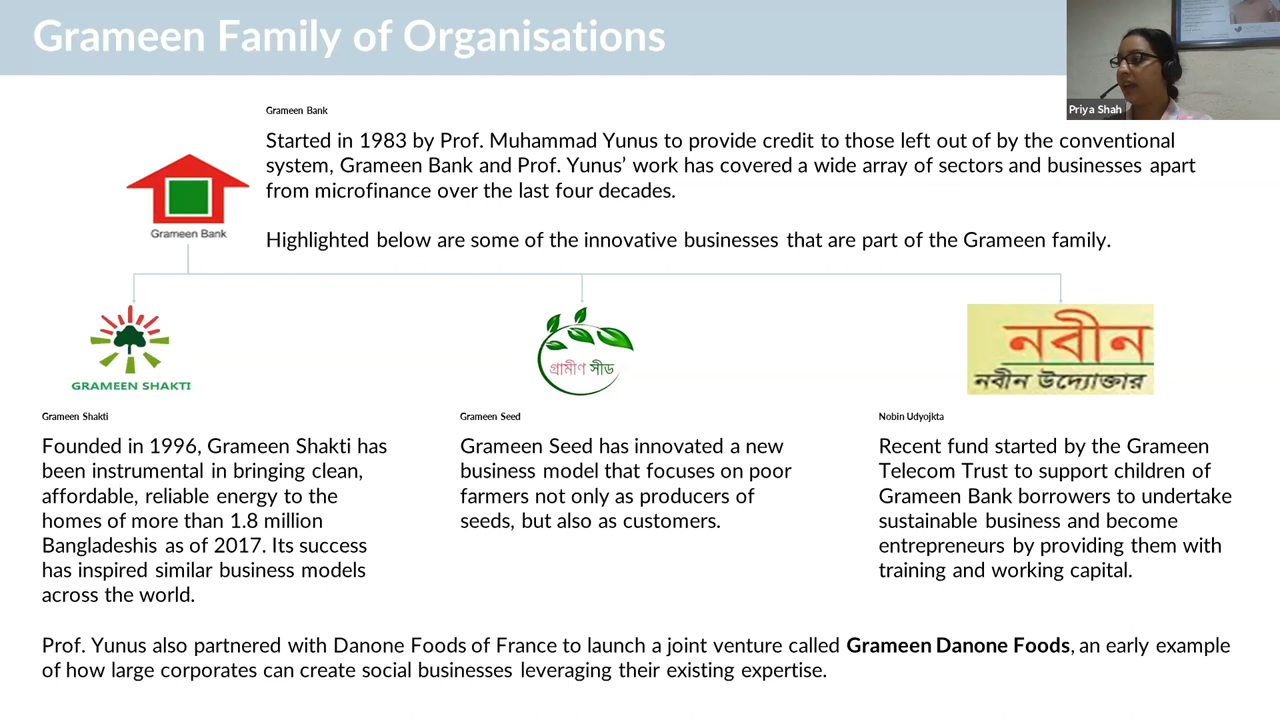 Grameen Family of Organisations
Priya Shah
Grameen Bank
Started in 1983 by Prof. Muhammad Yunus to provide credit to those left out of by the conventional
system, Grameen Bank and Prof. Yunus’ work has covered a wide array of sectors and businesses apart
from microfinance over the last four decades.
Grameen Bank
Highlighted below are some of the innovative businesses that are part of the Grameen family.
GRAMEEN SHAKTI
গ্রামীণ সীড
নবীন
নবীন উদ্যোক্তার
Grameen Shakti
Founded in 1996, Grameen Shakti has
been instrumental in bringing clean,
affordable, reliable energy to the
homes of more than 1.8 million
Bangladeshis as of 2017. Its success
has inspired similar business models
across the world.
Grameen Seed
Grameen Seed has innovated a new
business model that focuses on poor
farmers not only as producers of
seeds, but also as customers.
Nobin Udyojkta
Recent fund started by the Grameen
Telecom Trust to support children of
Grameen Bank borrowers to undertake
sustainable business and become
entrepreneurs by providing them with
training and working capital.
Prof. Yunus also partnered with Danone Foods of France to launch a joint venture called Grameen Danone Foods, an early example
of how large corporates can create social businesses leveraging their existing expertise.